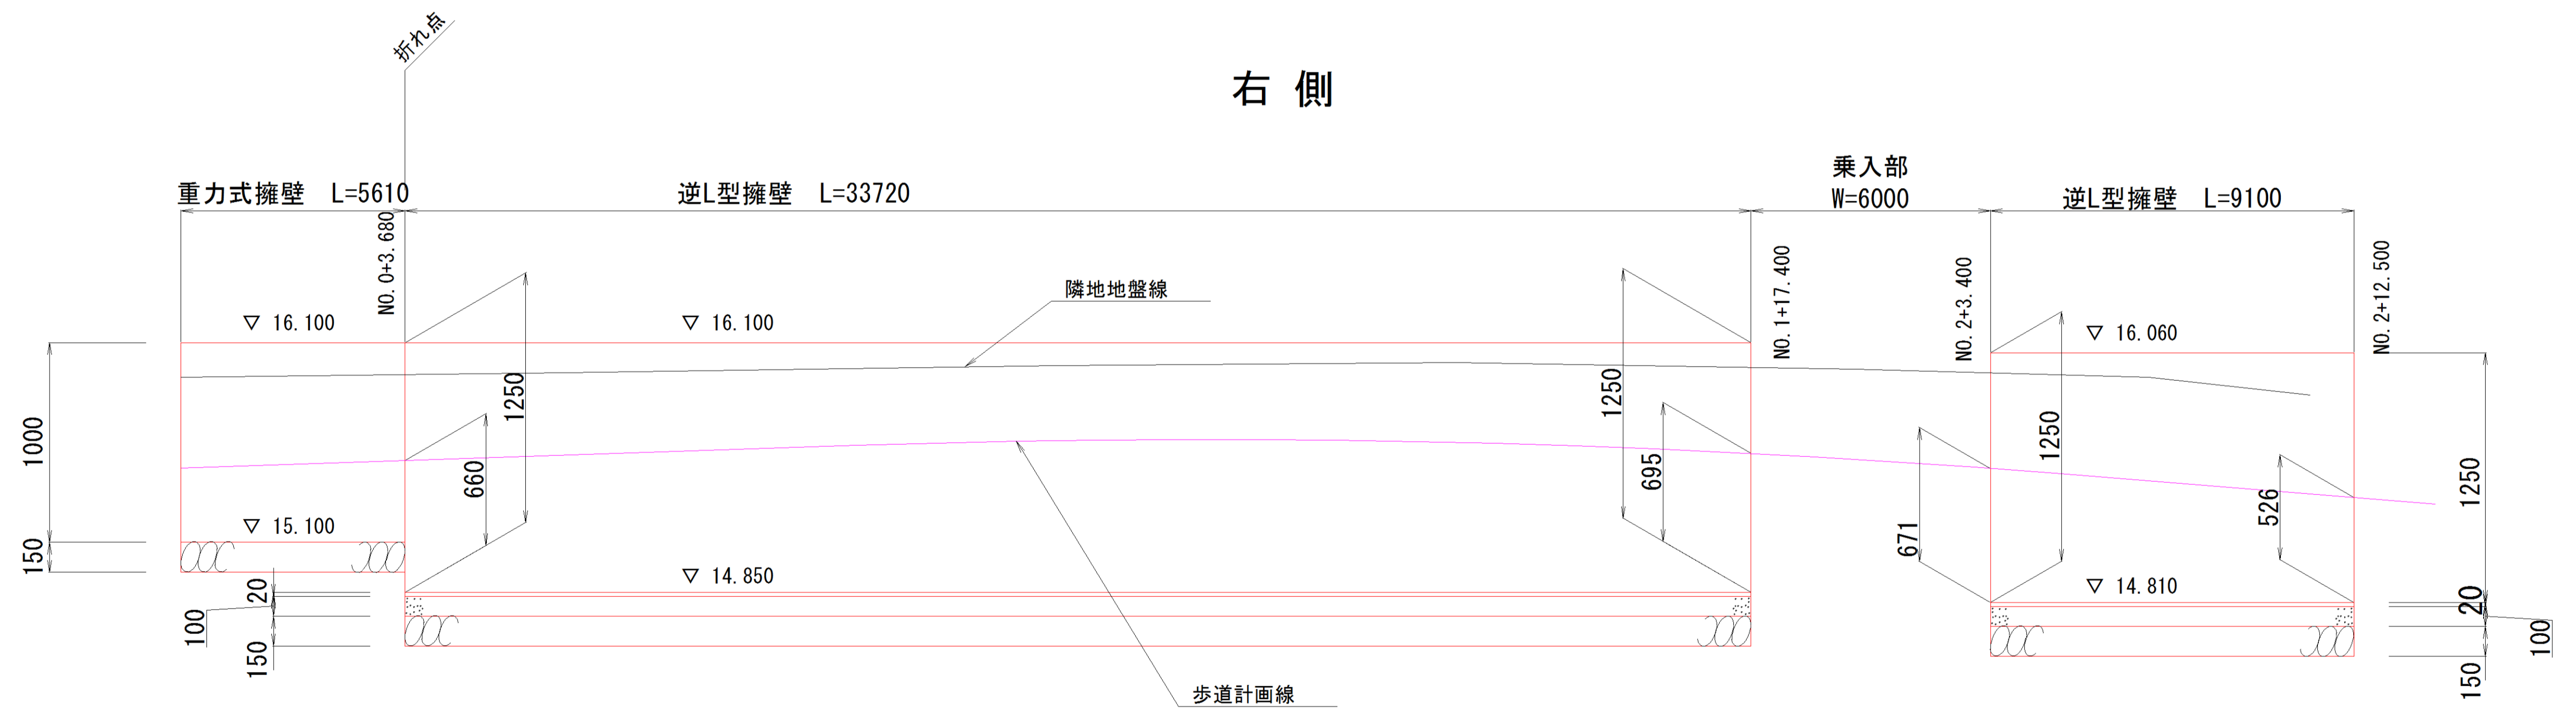 折れ点
右 側
重力式擁壁 L=5610
逆L型擁壁 L=33720
乗入部
W=6000
逆L型擁壁 L=9100
NO.0+3.680
NO.1+17.400
NO.2+3.400
NO.2+12.500
▽ 16.100
▽ 16.100
隣地地盤線
▽ 16.060
1000
150
1250
660
1250
695
671
1250
526
1250
▽ 15.100
▽ 14.850
▽ 14.810
20
100
150
20
100
150
歩道計画線